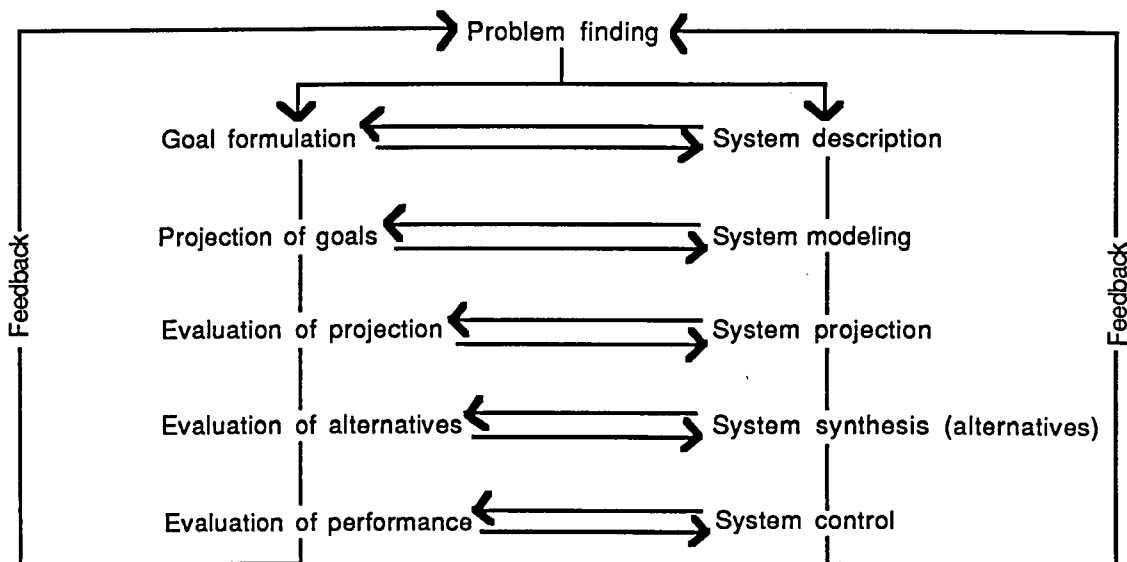 Problem finding
Goal formulation
System description
Projection of goals
System modeling
Feedback
Feedback
Evaluation of projection
System projection
Evaluation of alternatives
System synthesis (alternatives)
Evaluation of performance
System control